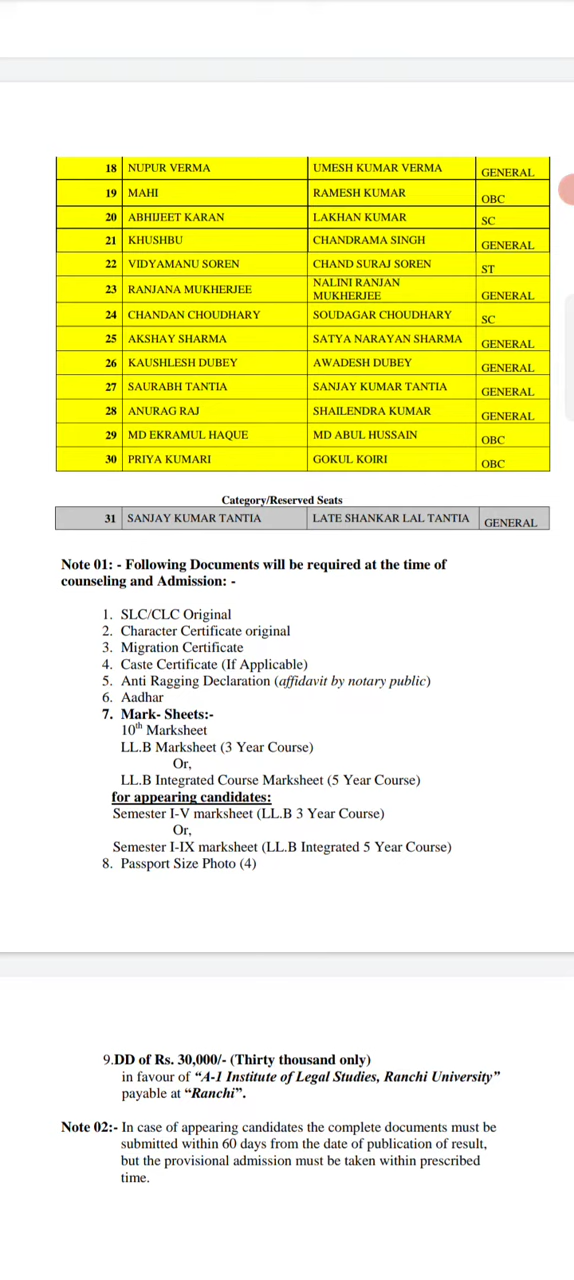 18 NUPUR VERMA UMESH KUMAR VERMA GENERAL
19 MAHI RAMESH KUMAR OBC
20 ABHIJEET KARAN LAKHAN KUMAR SC
21 KHUSHBU CHANDRAMA SINGH GENERAL
22 VIDYAMANU SOREN CHAND SURAJ SOREN ST
23 RANJANA MUKHERJEE NALINI RANJAN
MUKHERJEE GENERAL
24 CHANDAN CHOUDHARY SOUDAGAR CHOUDHARY SC
25 AKSHAY SHARMA SATYA NARAYAN SHARMA GENERAL
26 KAUSHLESH DUBEY AWADESH DUBEY GENERAL
27 SAURABH TANTIA SANJAY KUMAR TANTIA GENERAL
28 ANURAG RAJ SHAILENDRA KUMAR GENERAL
29 MD EKRAMUL HAQUE MD ABUL HUSSAIN OBC
30 PRIYA KUMARI GOKUL KOIRI OBC
Category/Reserved Seats
31 SANJAY KUMAR TANTIA LATE SHANKAR LAL TANTIA GENERAL
Note 01: - Following Documents will be required at the time of
counseling and Admission: -
1. SLC/CLC Original
2. Character Certificate original
3. Migration Certificate
4. Caste Certificate (If Applicable)
5. Anti Ragging Declaration (affidavit by notary public)
6. Aadhar
7. Mark- Sheets:-
10th Marksheet
LL.B Marksheet (3 Year Course)
Or,
LL.B Integrated Course Marksheet (5 Year Course)
for appearing candidates:
Semester I-V marksheet (LL.B 3 Year Course)
Or,
Semester I-IX marksheet (LL.B Integrated 5 Year Course)
8. Passport Size Photo (4)
9.DD of Rs. 30,000/- (Thirty thousand only)
in favour of “A-1 Institute of Legal Studies, Ranchi University”
payable at “Ranchi”.
Note 02:- In case of appearing candidates the complete documents must be
submitted within 60 days from the date of publication of result,
but the provisional admission must be taken within prescribed
time.